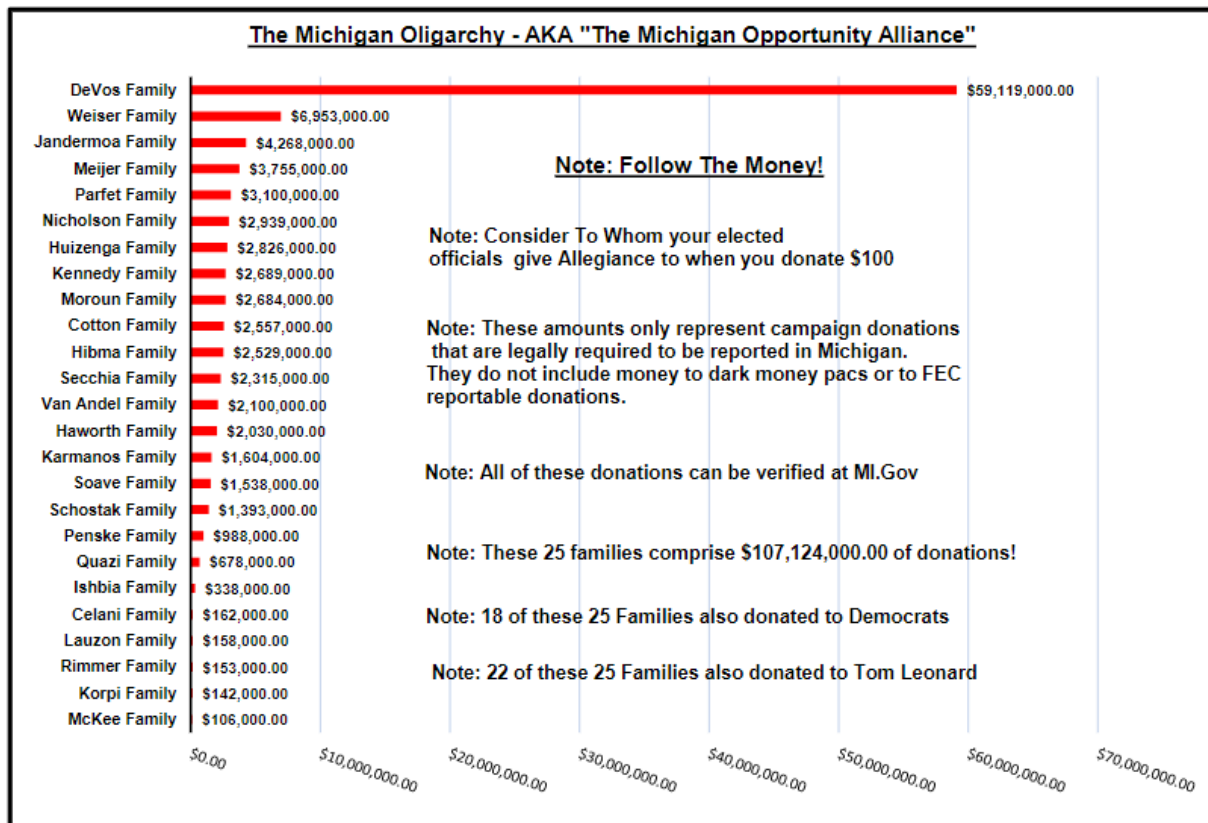 The Michigan Oligarchy - AKA "The Michigan Opportunity Alliance"
DeVos Family $59,119,000.00
Weiser Family $6,953,000.00
Jandermoa Family $4,268,000.00
Meijer Family $3,755,000.00
Parfet Family $3,100,000.00
Nicholson Family $2,939,000.00
Huizenga Family $2,826,000.00
Kennedy Family $2,689,000.00
Moroun Family $2,684,000.00
Cotton Family $2,557,000.00
Hibma Family $2,529,000.00
Secchia Family $2,315,000.00
Van Andel Family $2,100,000.00
Haworth Family $2,030,000.00
Karmanos Family $1,604,000.00
Soave Family $1,538,000.00
Schostak Family $1,393,000.00
Penske Family $988,000.00
Quazi Family $678,000.00
Ishbia Family $338,000.00
Celani Family $162,000.00
Lauzon Family $158,000.00
Rimmer Family $153,000.00
Korpi Family $142,000.00
McKee Family $106,000.00
Note: Follow The Money!
Note: Consider To Whom your elected
officials give Allegiance to when you donate $100
Note: These amounts only represent campaign donations
that are legally required to be reported in Michigan.
They do not include money to dark money pacs or to FEC
reportable donations.
Note: All of these donations can be verified at MI.Gov
Note: These 25 families comprise $107,124,000.00 of donations!
Note: 18 of these 25 Families also donated to Democrats
Note: 22 of these 25 Families also donated to Tom Leonard
$0.00 $10,000,000.00 $20,000,000.00 $30,000,000.00 $40,000,000.00 $50,000,000.00 $60,000,000.00 $70,000,000.00